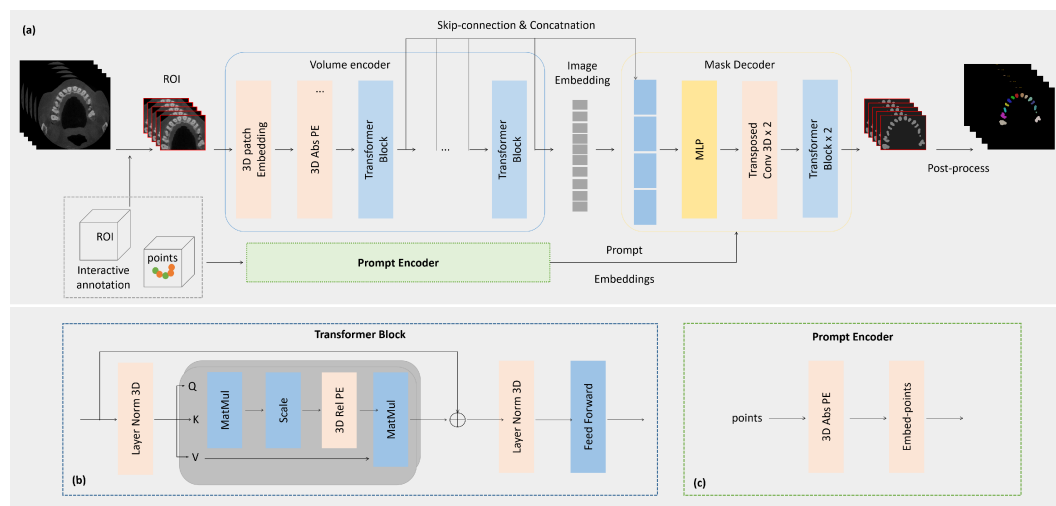 (a)
Skip-connection & Concatnation
ROI
Volume encoder
3D patch
Embedding
...
3D Abs PE
Transformer
Block
...
Transformer
Block
Image
Embedding
Mask Decoder
MLP
Transposed
Conv 3D x 2
Transformer
Block x 2
Post-process
ROI
points
Interactive
annotation
Prompt Encoder
Prompt
Embeddings
Transformer Block
Layer Norm 3D
Q
K
V
MatMul
Scale
3D Rel PE
MatMul
Layer Norm 3D
Feed Forward
(b)
Prompt Encoder
points
3D Abs PE
Embed-points
(c)